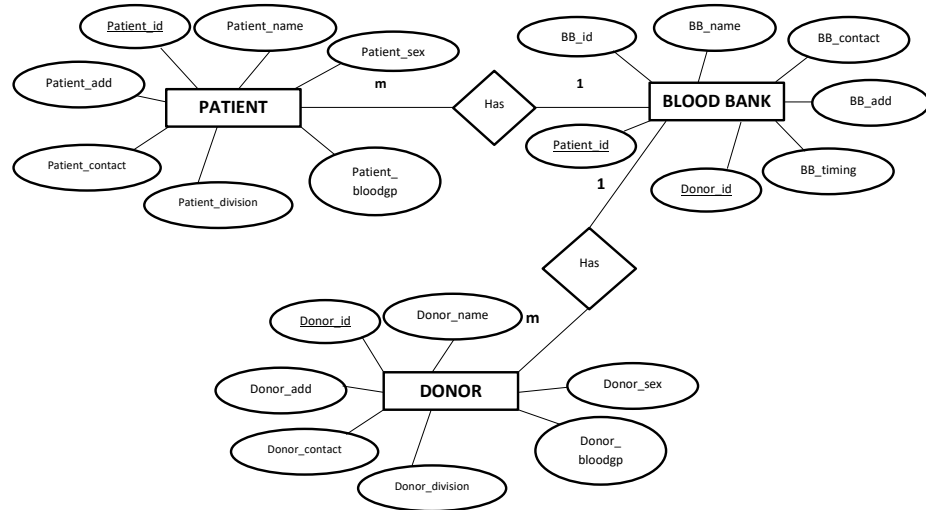 Patient_id
Patient_name
Patient_sex
Patient_add
PATIENT
Patient_contact
Patient_division
Patient_
bloodgp
m
Has
1
BB_id
BB_name
BB_contact
BLOOD BANK
BB_add
Patient_id
Donor_id
BB_timing
1
Has
m
Donor_id
Donor_name
Donor_add
DONOR
Donor_sex
Donor_contact
Donor_division
Donor_
bloodgp